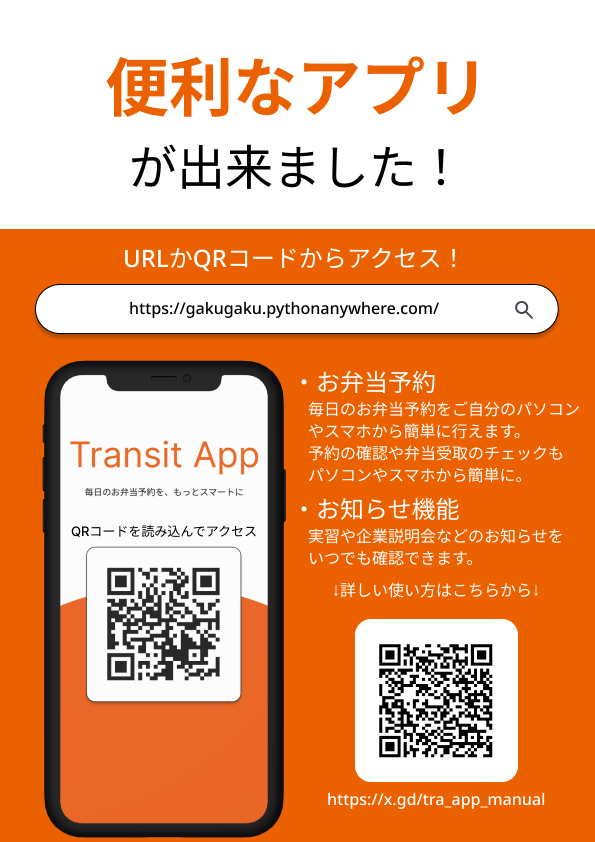 便利なアプリ
が出来ました！
URLかQRコードからアクセス！
https://gakugaku.pythonanywhere.com/
Transit App
毎日のお弁当予約を、もっとスマートに
QRコードを読み込んでアクセス
・お弁当予約
毎日のお弁当予約をご自分のパソコン
やスマホから簡単に行えます。
予約の確認や弁当受取のチェックも
パソコンやスマホから簡単に。
・お知らせ機能
実習や企業説明会などのお知らせを
いつでも確認できます。
↓詳しい使い方はこちらから↓
https://x.gd/tra_app_manual